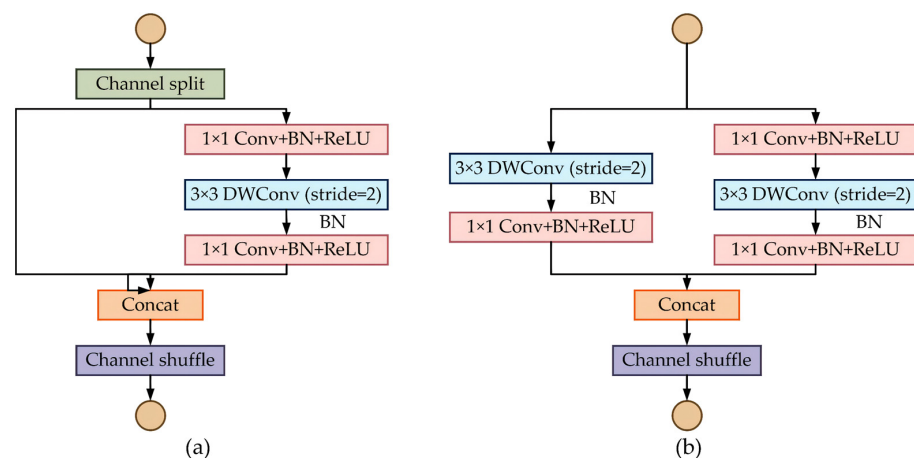 Channel split
1×1 Conv+BN+ReLU
3×3 DWConv (stride=2)
BN
1×1 Conv+BN+ReLU
Concat
Channel shuffle
(a)
3×3 DWConv (stride=2)
BN
1×1 Conv+BN+ReLU
1×1 Conv+BN+ReLU
3×3 DWConv (stride=2)
BN
1×1 Conv+BN+ReLU
Concat
Channel shuffle
(b)